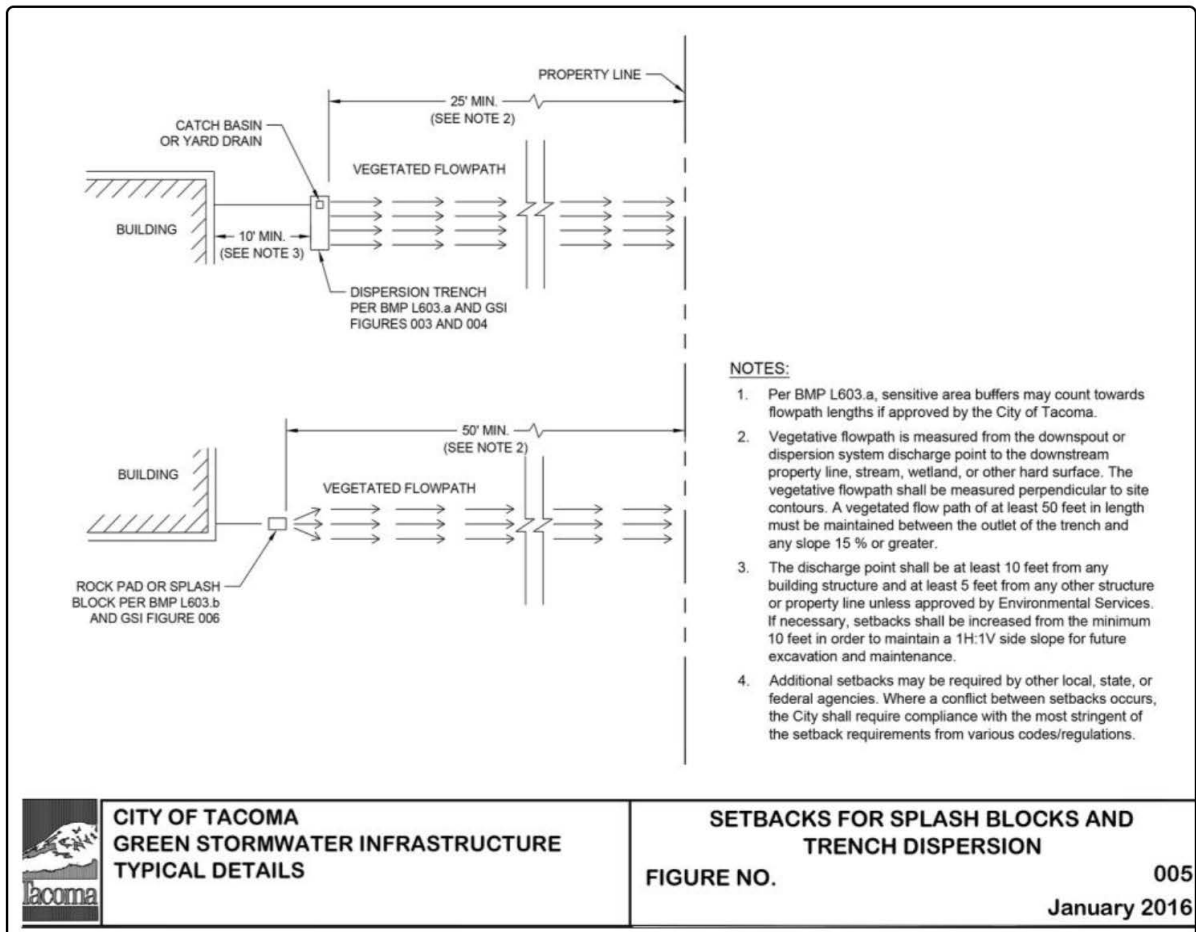 PROPERTY LINE
25' MIN.
(SEE NOTE 2)
CATCH BASIN
OR YARD DRAIN
VEGETATED FLOWPATH
BUILDING
10' MIN.
(SEE NOTE 3)
DISPERSION TRENCH
PER BMP L603.a AND GSI
FIGURES 003 AND 004
50' MIN.
(SEE NOTE 2)
BUILDING
VEGETATED FLOWPATH
ROCK PAD OR SPLASH
BLOCK PER BMP L603.b
AND GSI FIGURE 006
NOTES:
1. Per BMP L603.a, sensitive area buffers may count towards
flowpath lengths if approved by the City of Tacoma.
2. Vegetative flowpath is measured from the downspout or
dispersion system discharge point to the downstream
property line, stream, wetland, or other hard surface. The
vegetative flowpath shall be measured perpendicular to site
contours. A vegetated flow path of at least 50 feet in length
must be maintained between the outlet of the trench and
any slope 15 % or greater.
3. The discharge point shall be at least 10 feet from any
building structure and at least 5 feet from any other structure
or property line unless approved by Environmental Services.
If necessary, setbacks shall be increased from the minimum
10 feet in order to maintain a 1H:1V side slope for future
excavation and maintenance.
4. Additional setbacks may be required by other local, state, or
federal agencies. Where a conflict between setbacks occurs,
the City shall require compliance with the most stringent of
the setback requirements from various codes/regulations.
Tacoma
CITY OF TACOMA
GREEN STORMWATER INFRASTRUCTURE
TYPICAL DETAILS
SETBACKS FOR SPLASH BLOCKS AND
TRENCH DISPERSION
FIGURE NO. 005
January 2016